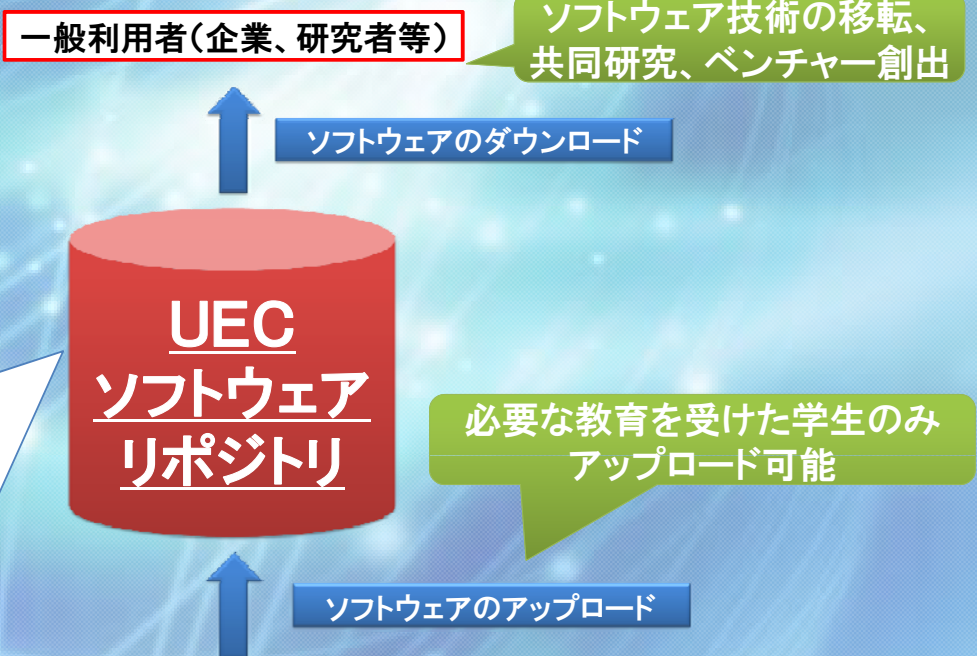 ソフトウェア技術の移転、
共同研究、ベンチャー創出
一般利用者(企業、研究者等)
ソフトウェアのダウンロード
UEC
ソフトウェア
リポジトリ
必要な教育を受けた学生のみ
アップロード可能
ソフトウェアのアップロード